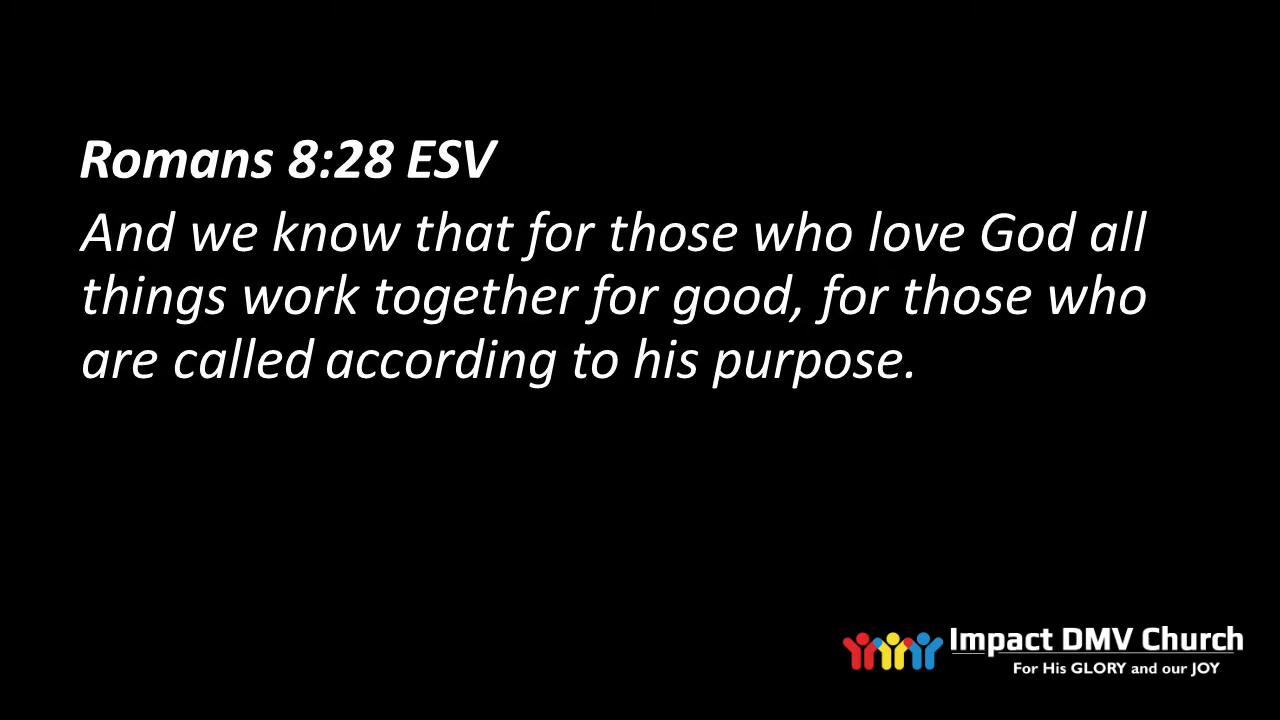 Romans 8:28 ESV
And we know that for those who love God all
things work together for good, for those who
are called according to his purpose.
Impact DMV Church
For His GLORY and our JOY